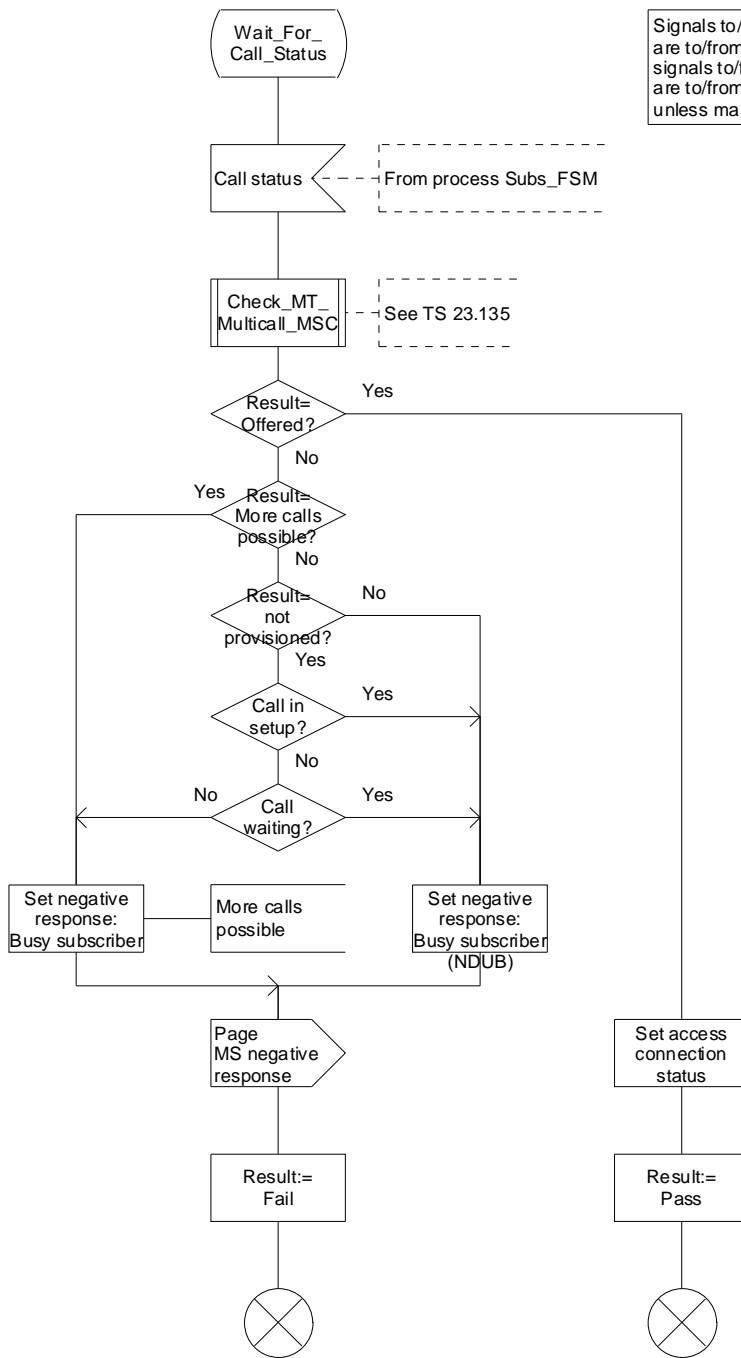 Wait_For_
Call_Status
Signals to/
are to/from
signals to/
are to/from
unless ma
Call status
From process Subs_FSM
Check_MT_
Multicall_MSC
See TS 23.135
Result=
Offered?
Yes
No
Result=
More calls
possible?
Yes
No
Result=
not
provisioned?
No
Yes
Call in
setup?
Yes
No
Call
waiting?
No
Yes
Set negative
response:
Busy subscriber
More calls
possible
Set negative
response:
Busy subscriber
(NDUB)
Page
MS negative
response
Set access
connection
status
Result:=
Fail
Result:=
Pass